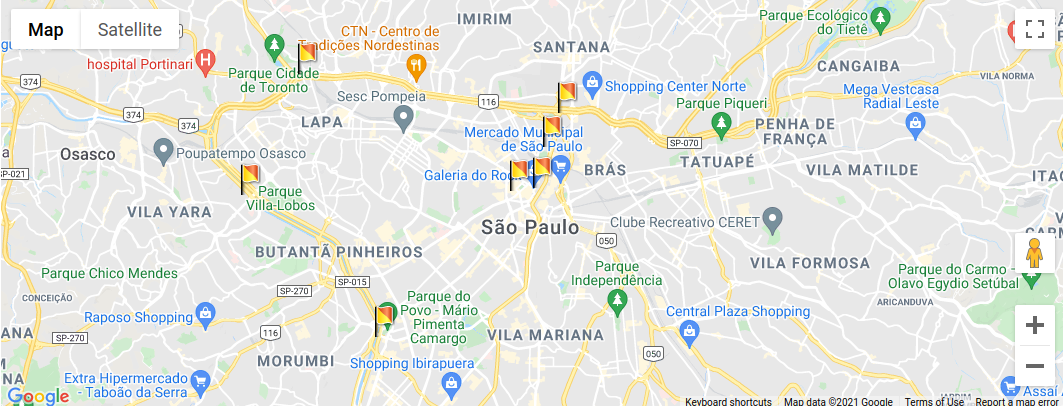 Map
Satellite
IMIRIM
Parque Ecológico
do Tietê
CTN - Centro de
Tradições Nordestinas
SANTANA
hospital Portinari
Parque Cidade
de Toronto
CANGAIBA
VILA NORMA
374
374
374
Sesc Pompeia
116
Shopping Center Norte
Mega Vestcasa
Radial Leste
Parque Piqueri
LAPA
Mercado Municipal
de São Paulo
PENHA DE
FRANÇA
SP-070
Osasco
Poupatempo Osasco
TATUAPÉ
SP-021
Galeria do Rock
BRÁS
VILA MATILDE
ITAQ
Parque
Villa-Lobos
VILA YARA
São Paulo
Clube Recreativo CERET
050
BUTANTÃ
PINHEIROS
VILA FORMOSA
Parque Chico Mendes
SP-015
Parque
Independência
Parque do Carmo -
Olavo Egydio Setúbal
CONCEIÇÃO
SP-270
Parque do
Povo - Mário
Pimenta
Camargo
ARICANDUVA
Raposo Shopping
Central Plaza Shopping
116
SP-270
VILA MARIANA
MORUMBI
Shopping Ibirapuera
050
Extra Hipermercado
- Taboão da Serra
Assaí
Google
Keyboard shortcuts
Map data ©2021 Google
Terms of Use
Report a map error